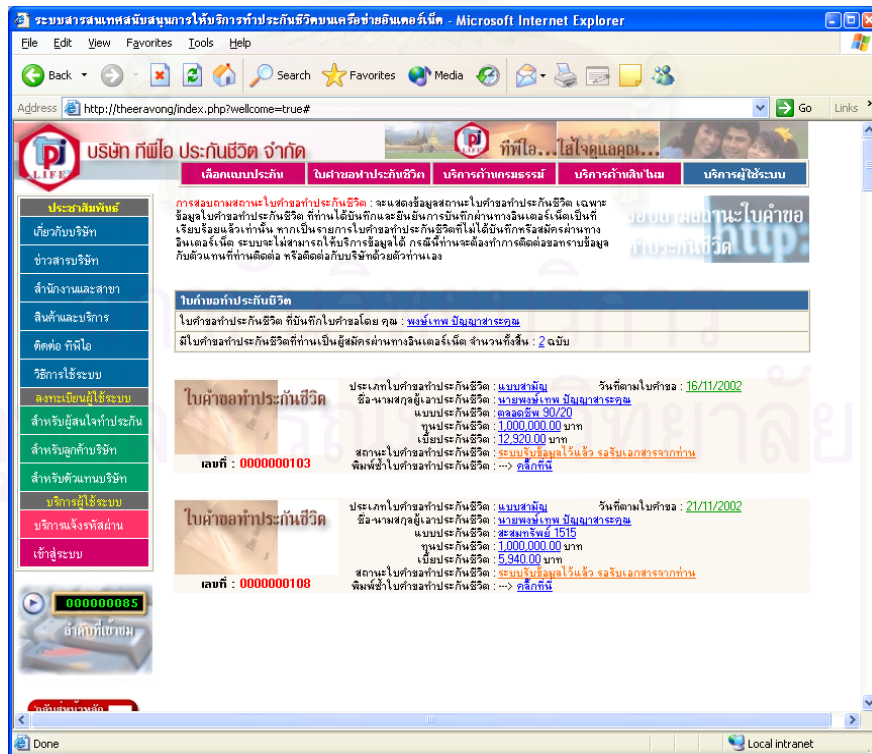 ระบบสารสนเทศสนับสนุนการให้บริการทำประกันชีวิตบนเครือข่ายอินเตอร์เน็ต - Microsoft Internet Explorer
File Edit View Favorites Tools Help
Back Search Favorites Media
Address http://theeravong/index.php?wellcome=true# Go Links
TPI LIFE บริษัท ทีพีไอ ประกันชีวิต จำกัด TPI ทีพีไอ...ใส่ใจดูแลคุณ...
เลือกแบบประกัน ใบคำขอทำประกันชีวิต บริการด้านกรมธรรม์ บริการด้านสินไหม บริการผู้ใช้ระบบ
ประชาสัมพันธ์
เกี่ยวกับบริษัท
ข่าวสารบริษัท
สำนักงานและสาขา
สินค้าและบริการ
ติดต่อ ทีพีไอ
วิธีการใช้ระบบ
ลงทะเบียนผู้ใช้ระบบ
สำหรับผู้สนใจทำประกัน
สำหรับลูกค้าบริษัท
สำหรับตัวแทนบริษัท
บริการผู้ใช้ระบบ
บริการแจ้งรหัสผ่าน
เข้าสู่ระบบ
000000085
ลำดับที่เข้าชม
กลับสู่หน้าหลัก
การสอบถามสถานะใบคำขอทำประกันชีวิต : จะแสดงข้อมูลสถานะใบคำขอทำประกันชีวิต เฉพาะ
ข้อมูลใบคำขอทำประกันชีวิต ที่ท่านได้บันทึกและยืนยันการบันทึกผ่านทางอินเตอร์เน็ตเป็นที่
เรียบร้อยแล้วเท่านั้น หากเป็นรายการใบคำขอทำประกันชีวิตที่ไม่ได้บันทึกหรือสมัครผ่านทาง
อินเตอร์เน็ต ระบบจะไม่สามารถให้บริการข้อมูลได้ กรณีนี้ท่านจะต้องทำการติดต่อขอทราบข้อมูล
กับตัวแทนที่ท่านติดต่อ หรือติดต่อกับบริษัทด้วยตัวท่านเอง
สอบถามสถานะใบคำขอ
ทำประกันชีวิต http:
ใบคำขอทำประกันชีวิต
ใบคำขอทำประกันชีวิต ที่บันทึกใบคำขอโดย คุณ : พงษ์เทพ ปัญญาสาระคุณ
มีใบคำขอทำประกันชีวิตที่ท่านเป็นผู้สมัครผ่านทางอินเตอร์เน็ต จำนวนทั้งสิ้น : 2 ฉบับ
ใบคำขอทำประกันชีวิต
เลขที่ : 0000000103
ประเภทใบคำขอทำประกันชีวิต : แบบสามัญ วันที่ตามใบคำขอ : 16/11/2002
ชื่อ-นามสกุลผู้เอาประกันชีวิต : นายพงษ์เทพ ปัญญาสาระคุณ
แบบประกันชีวิต : ตลอดชีพ 90/20
ทุนประกันชีวิต : 1,000,000.00 บาท
เบี้ยประกันชีวิต : 12,920.00 บาท
สถานะใบคำขอทำประกันชีวิต : ระบบรับข้อมูลไว้แล้ว รอรับเอกสารจากท่าน
พิมพ์ซ้ำใบคำขอทำประกันชีวิต : ---> คลิ๊กที่นี่
ใบคำขอทำประกันชีวิต
เลขที่ : 0000000108
ประเภทใบคำขอทำประกันชีวิต : แบบสามัญ วันที่ตามใบคำขอ : 21/11/2002
ชื่อ-นามสกุลผู้เอาประกันชีวิต : นายพงษ์เทพ ปัญญาสาระคุณ
แบบประกันชีวิต : สะสมทรัพย์ 1515
ทุนประกันชีวิต : 1,000,000.00 บาท
เบี้ยประกันชีวิต : 5,940.00 บาท
สถานะใบคำขอทำประกันชีวิต : ระบบรับข้อมูลไว้แล้ว รอรับเอกสารจากท่าน
พิมพ์ซ้ำใบคำขอทำประกันชีวิต : ---> คลิ๊กที่นี่
Done Local intranet